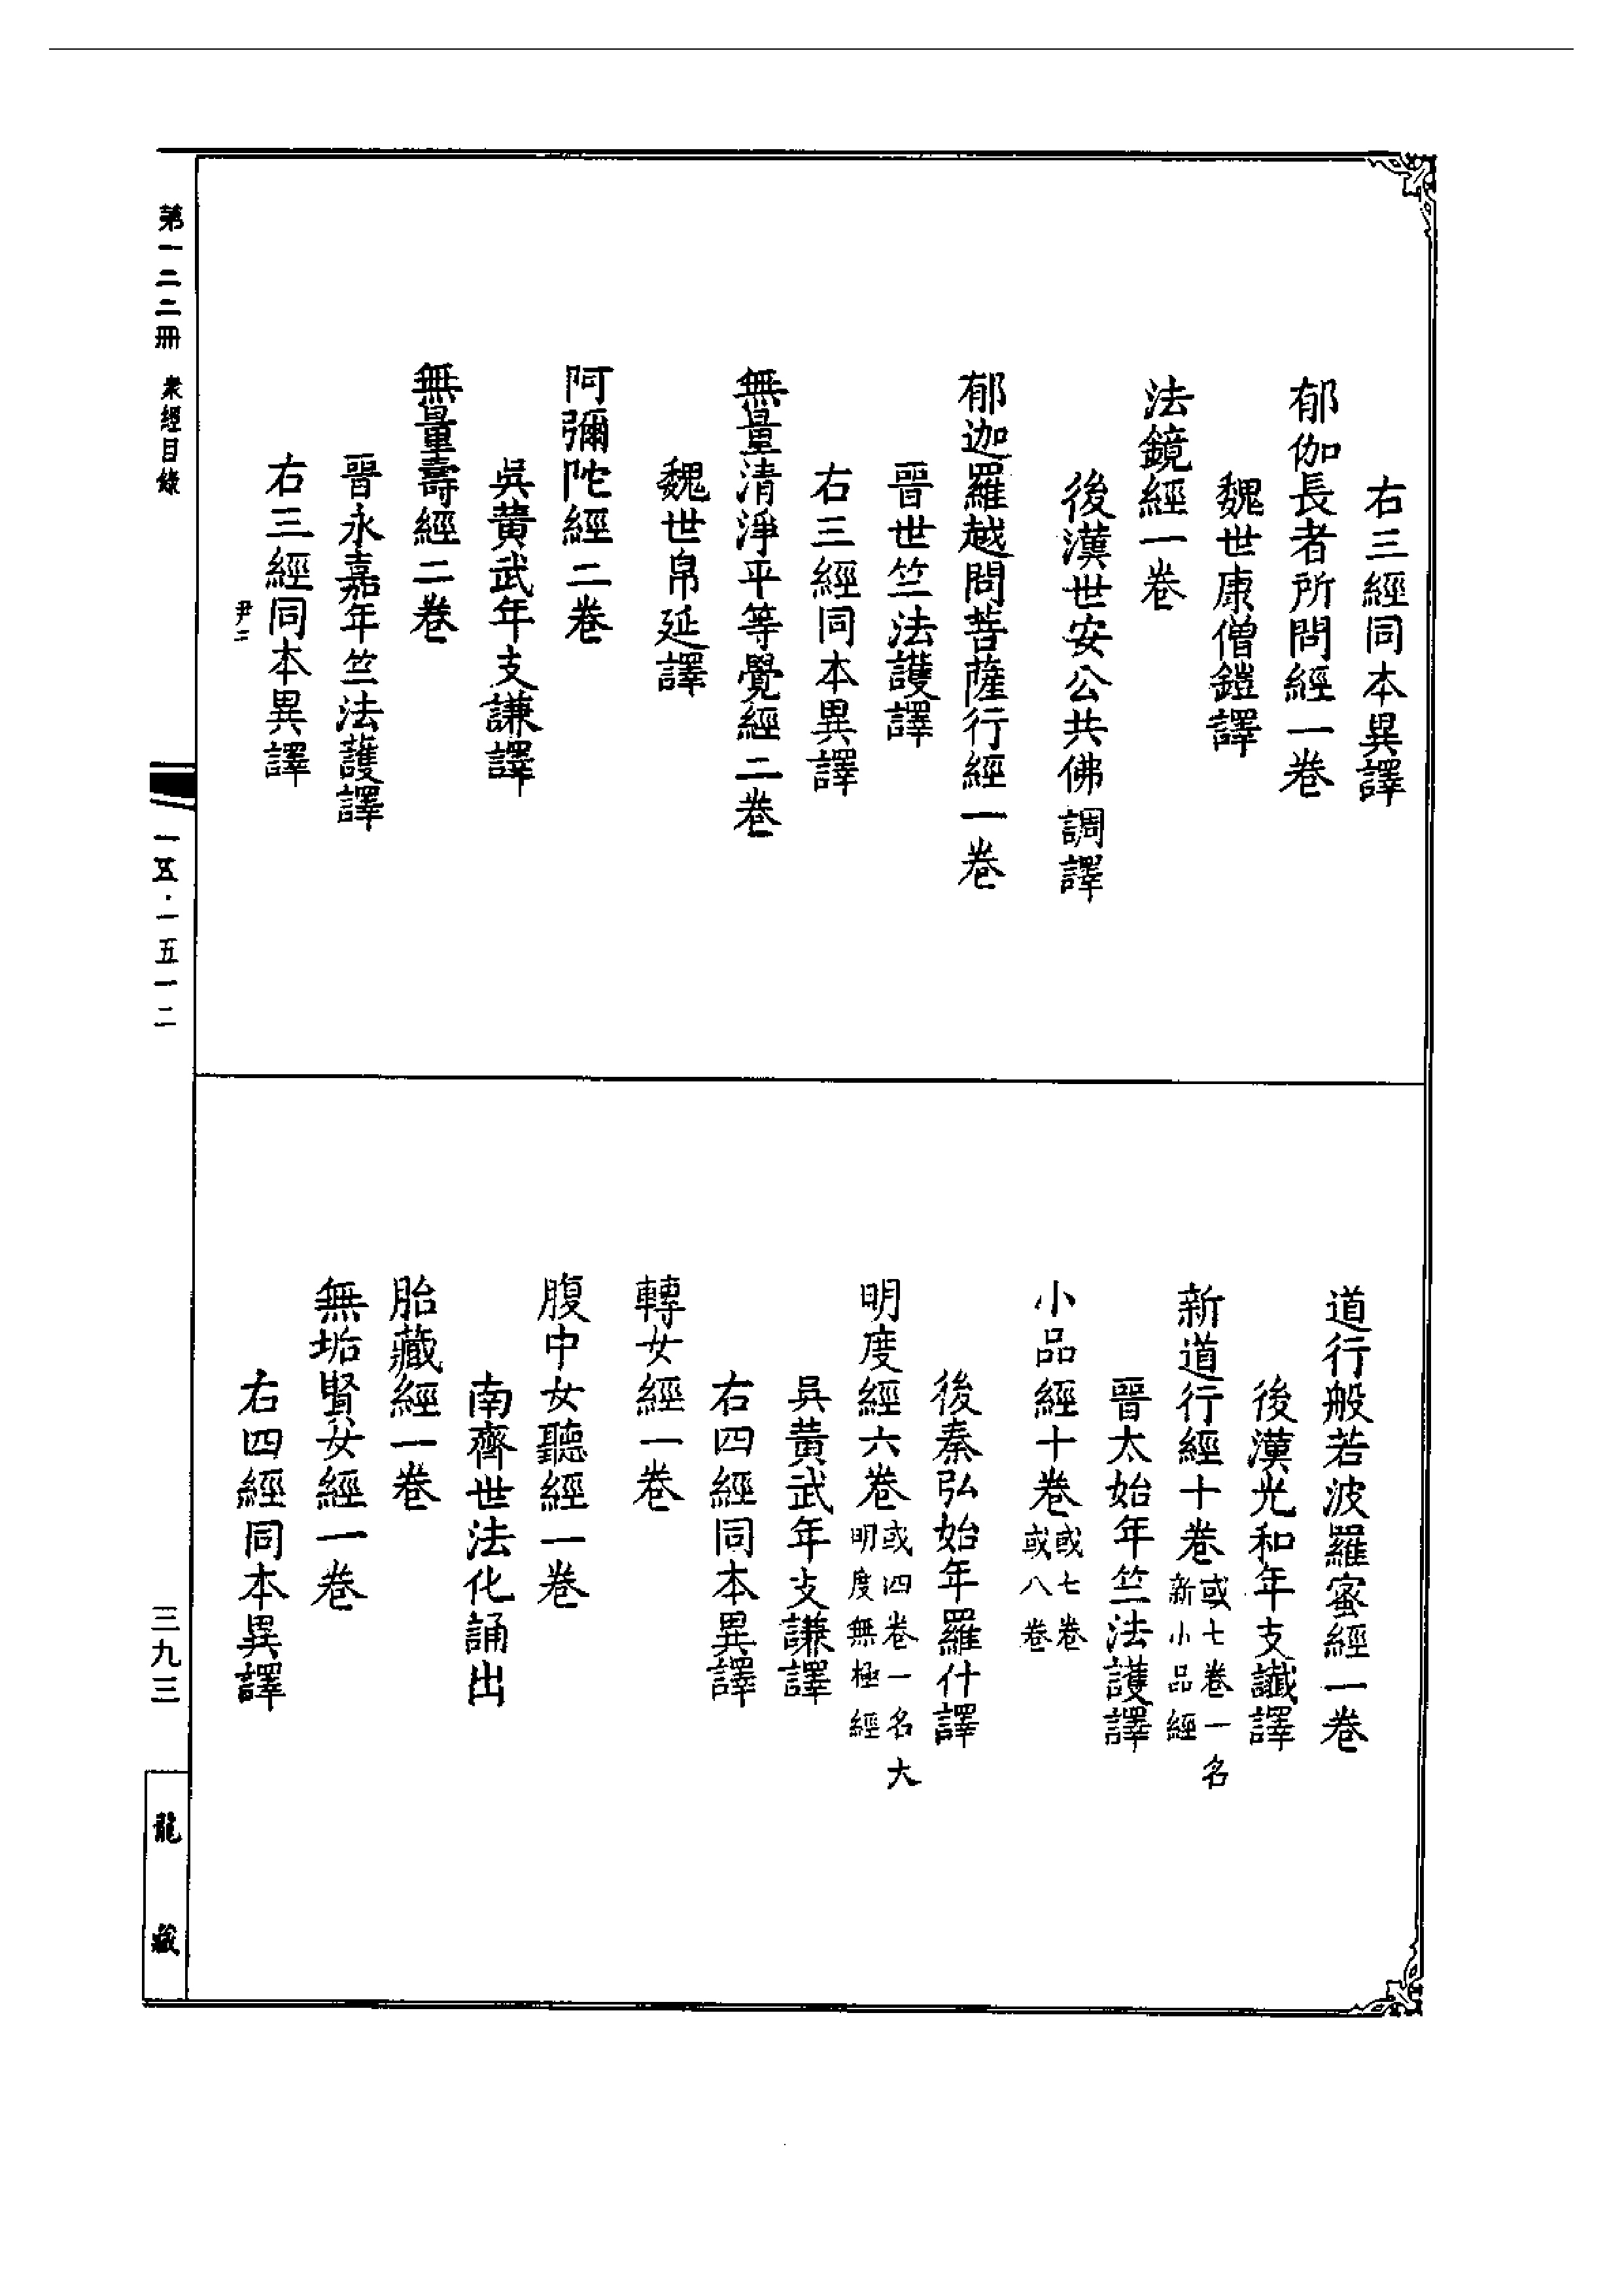 右三經同本異譯
郁伽長者所問經一卷
魏世康僧鎧譯
法鏡經一卷
後漢世安公共佛調譯
郁迦羅越問菩薩行經一卷
晉世竺法護譯
右三經同本異譯
無量清淨平等覺經二卷
魏世帛延譯
阿彌陀經二卷
吳黃武年支謙譯
無量壽經二卷
晉永嘉年竺法護譯
右三經同本異譯
尹二
道行般若波羅蜜經一卷
後漢光和年支讖譯
新道行經十卷或七卷一名新小品經
晉太始年竺法護譯
小品經十卷或七卷或八卷
後秦弘始年羅什譯
明度經六卷或四卷一名大明度無極經
吳黃武年支謙譯
右四經同本異譯
轉女經一卷
腹中女聽經一卷
南齊世法化誦出
胎藏經一卷
無垢賢女經一卷
右四經同本異譯
第一二二冊 衆經目錄
一五·一五一二
三九三
龍藏